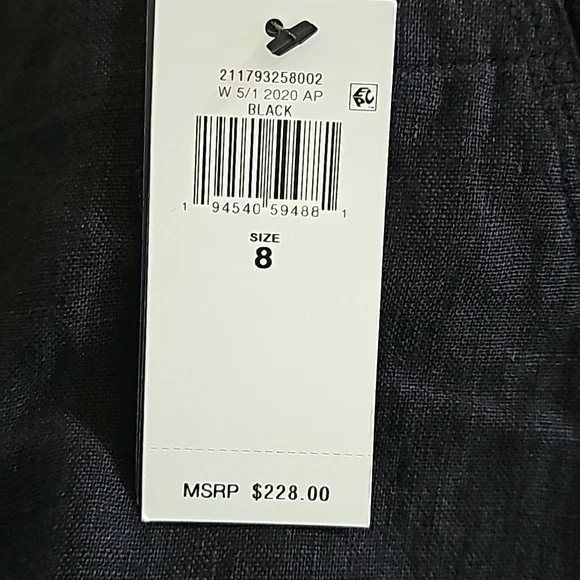 211793258002
W 5/1 2020 AP
BLACK
1 94540 59488 1
SIZE
8
MSRP $228.00